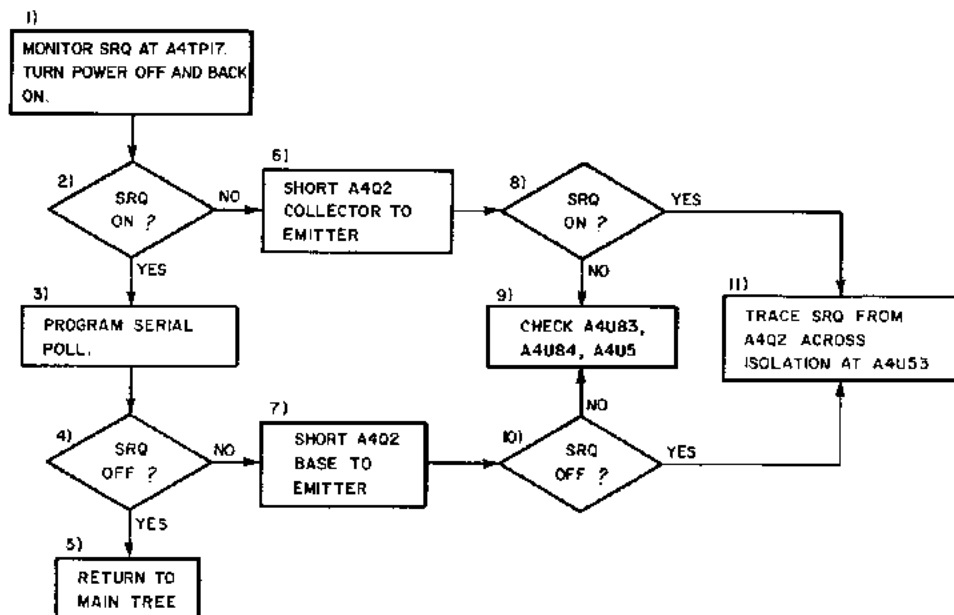 1)
MONITOR SRQ AT A4TP17.
TURN POWER OFF AND BACK
ON.
2)
SRQ
ON ?
NO
YES
6)
SHORT A4Q2
COLLECTOR TO
EMITTER
8)
SRQ
ON ?
YES
NO
3)
PROGRAM SERIAL
POLL.
9)
CHECK A4U83,
A4U84, A4U5
11)
TRACE SRQ FROM
A4Q2 ACROSS
ISOLATION AT A4U53
4)
SRQ
OFF ?
NO
YES
7)
SHORT A4Q2
BASE TO
EMITTER
10)
SRQ
OFF ?
NO
YES
5)
RETURN TO
MAIN TREE